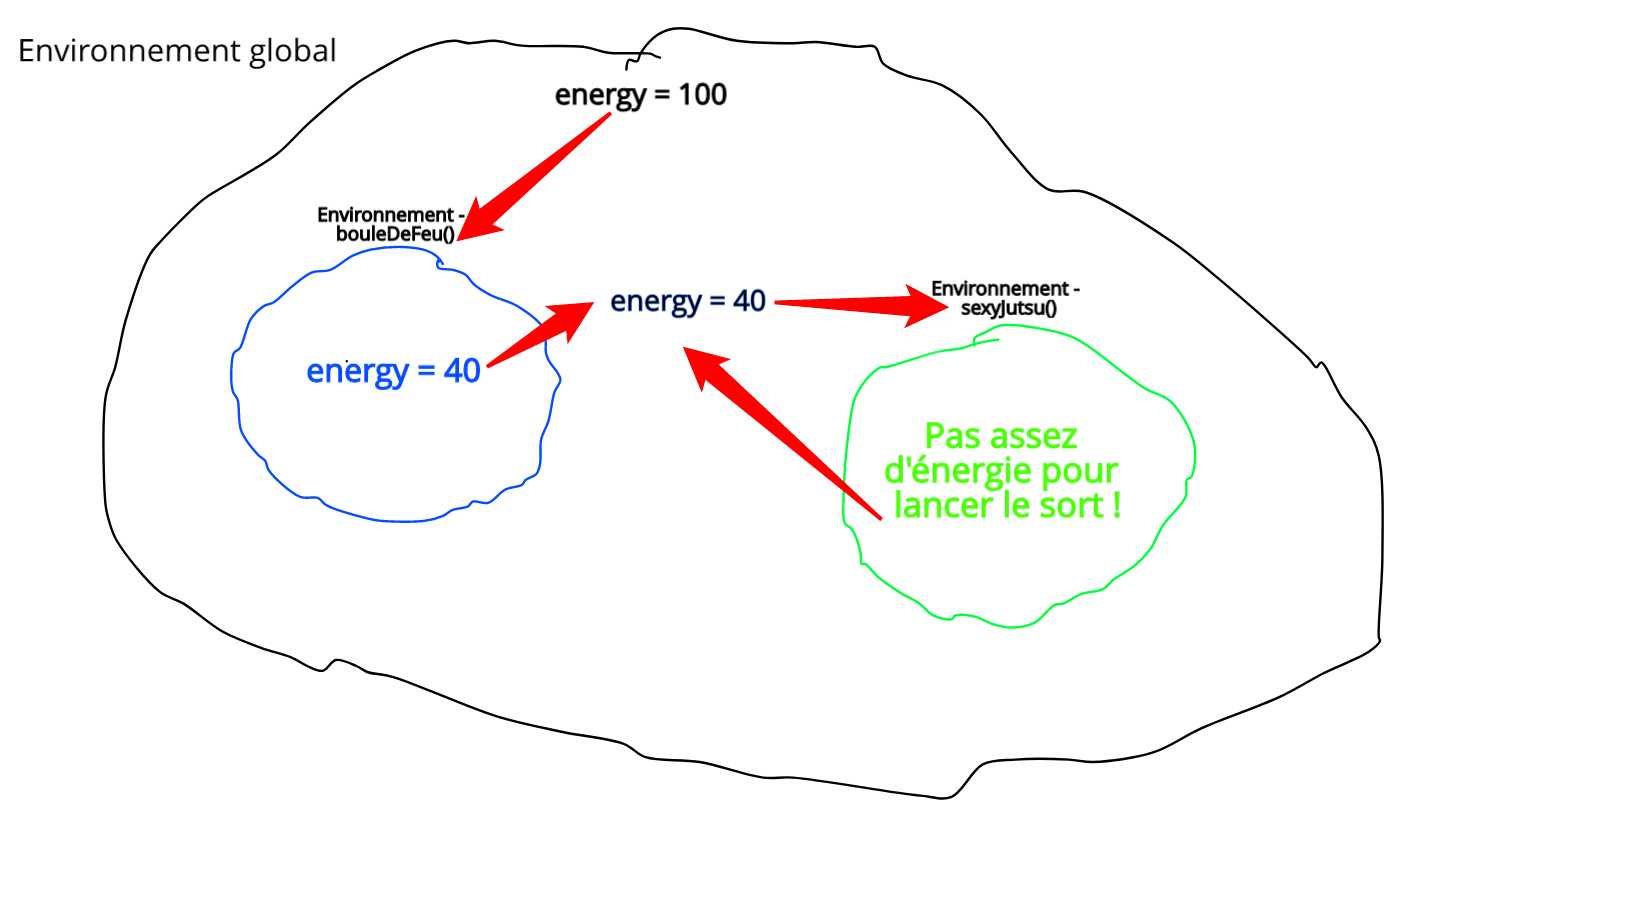 Environnement global
energy = 100
Environnement -
bouleDeFeu()
energy = 40
energy = 40
Environnement -
sexyJutsu()
Pas assez
d'énergie pour
lancer le sort !